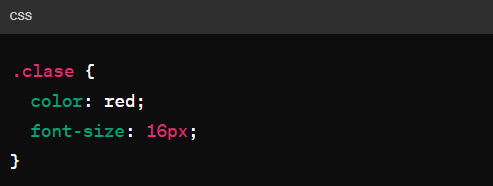 css
.clase {
  color: red;
  font-size: 16px;
}